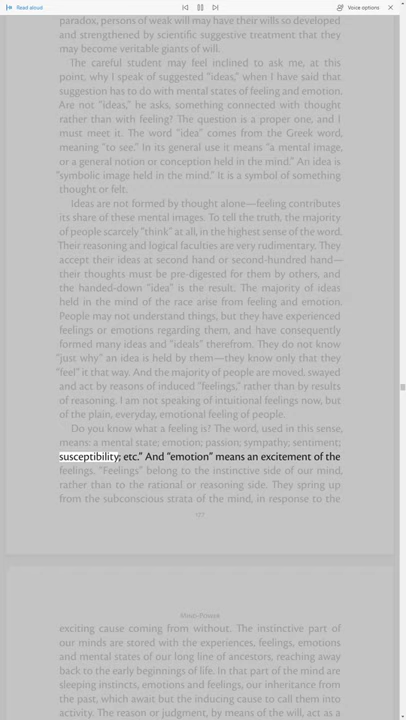 Read aloud
Voice options
paradox, persons of weak will may have their wills so developed
and strengthened by scientific suggestive treatment that they
may become veritable giants of will.
The careful student may feel inclined to ask me, at this
point, why I speak of suggested “ideas,” when I have said that
suggestion has to do with mental states of feeling and emotion.
Are not “ideas,” he asks, something connected with thought
rather than with feeling? The question is a proper one, and I
must meet it. The word “idea” comes from the Greek word,
meaning “to see.” In its general use it means “a mental image,
or a general notion or conception held in the mind.” An idea is
“symbolic image held in the mind.” It is a symbol of something
thought or felt.
Ideas are not formed by thought alone—feeling contributes
its share of these mental images. To tell the truth, the majority
of people scarcely “think” at all, in the highest sense of the word.
Their reasoning and logical faculties are very rudimentary. They
accept their ideas at second hand or second-hundred hand—
their thoughts must be pre-digested for them by others, and
the handed-down “idea” is the result. The majority of ideas
held in the mind of the race arise from feeling and emotion.
People may not understand things, but they have experienced
feelings or emotions regarding them, and have consequently
formed many ideas and “ideals” therefrom. They do not know
“just why” an idea is held by them—they know only that they
“feel” it that way. And the majority of people are moved, swayed
and act by reasons of induced “feelings,” rather than by results
of reasoning. I am not speaking of intuitional feelings now, but
of the plain, everyday, emotional feeling of people.
Do you know what a feeling is? The word, used in this sense,
means: a mental state; emotion; passion; sympathy, sentiment;
susceptibility; etc.” And “emotion” means an excitement of the
feelings. “Feelings” belong to the instinctive side of our mind,
rather than to the rational or reasoning side. They spring up
from the subconscious strata of the mind, in response to the
177
Mind-Power
exciting cause coming from without. The instinctive part of
our minds are stored with the experiences, feelings, emotions
and mental states of our long line of ancestors, reaching away
back to the early beginnings of life. In that part of the mind are
sleeping instincts, emotions and feelings, our inheritance from
the past, which await but the inducing cause to call them into
activity. The reason or judgment, by means of the will, act as a